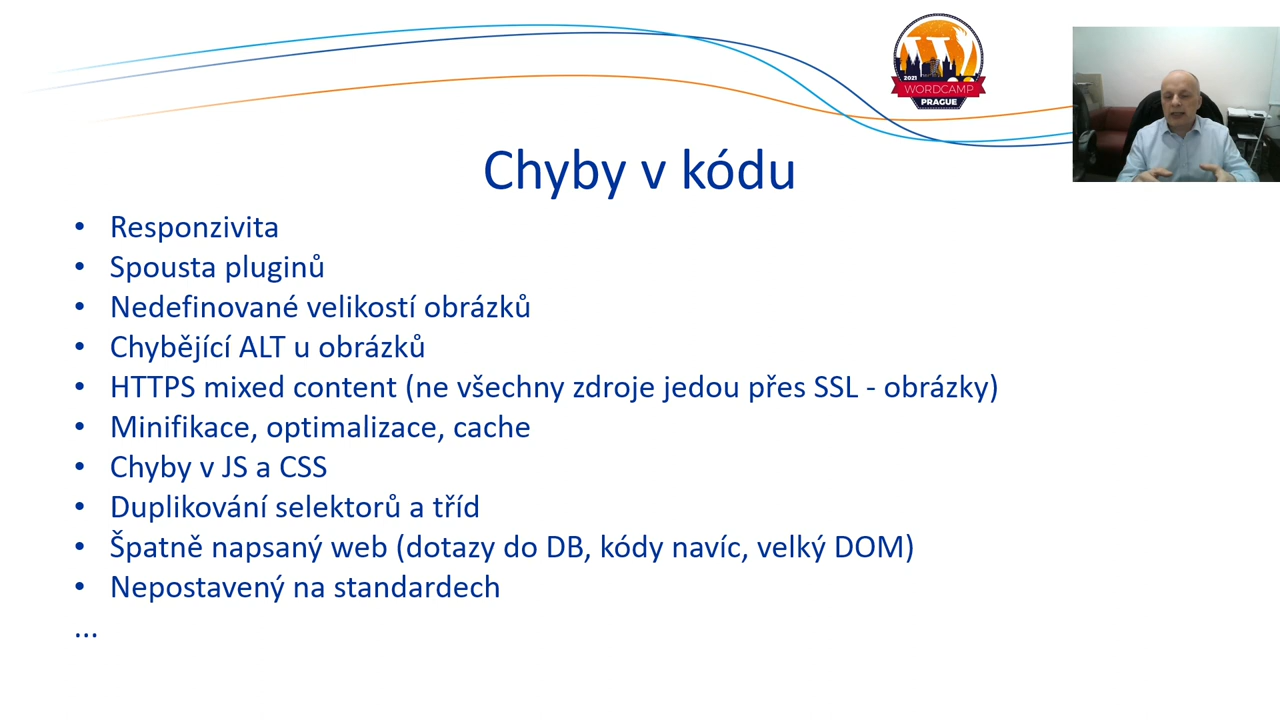 2021
WORDCAMP
PRAGUE
Chyby v kódu
• Responzivita
• Spousta pluginů
• Nedefinované velikostí obrázků
• Chybějící ALT u obrázků
• HTTPS mixed content (ne všechny zdroje jedou přes SSL - obrázky)
• Minifikace, optimalizace, cache
• Chyby v JS a CSS
• Duplikování selektorů a tříd
• Špatně napsaný web (dotazy do DB, kódy navíc, velký DOM)
• Nepostavený na standardech
...